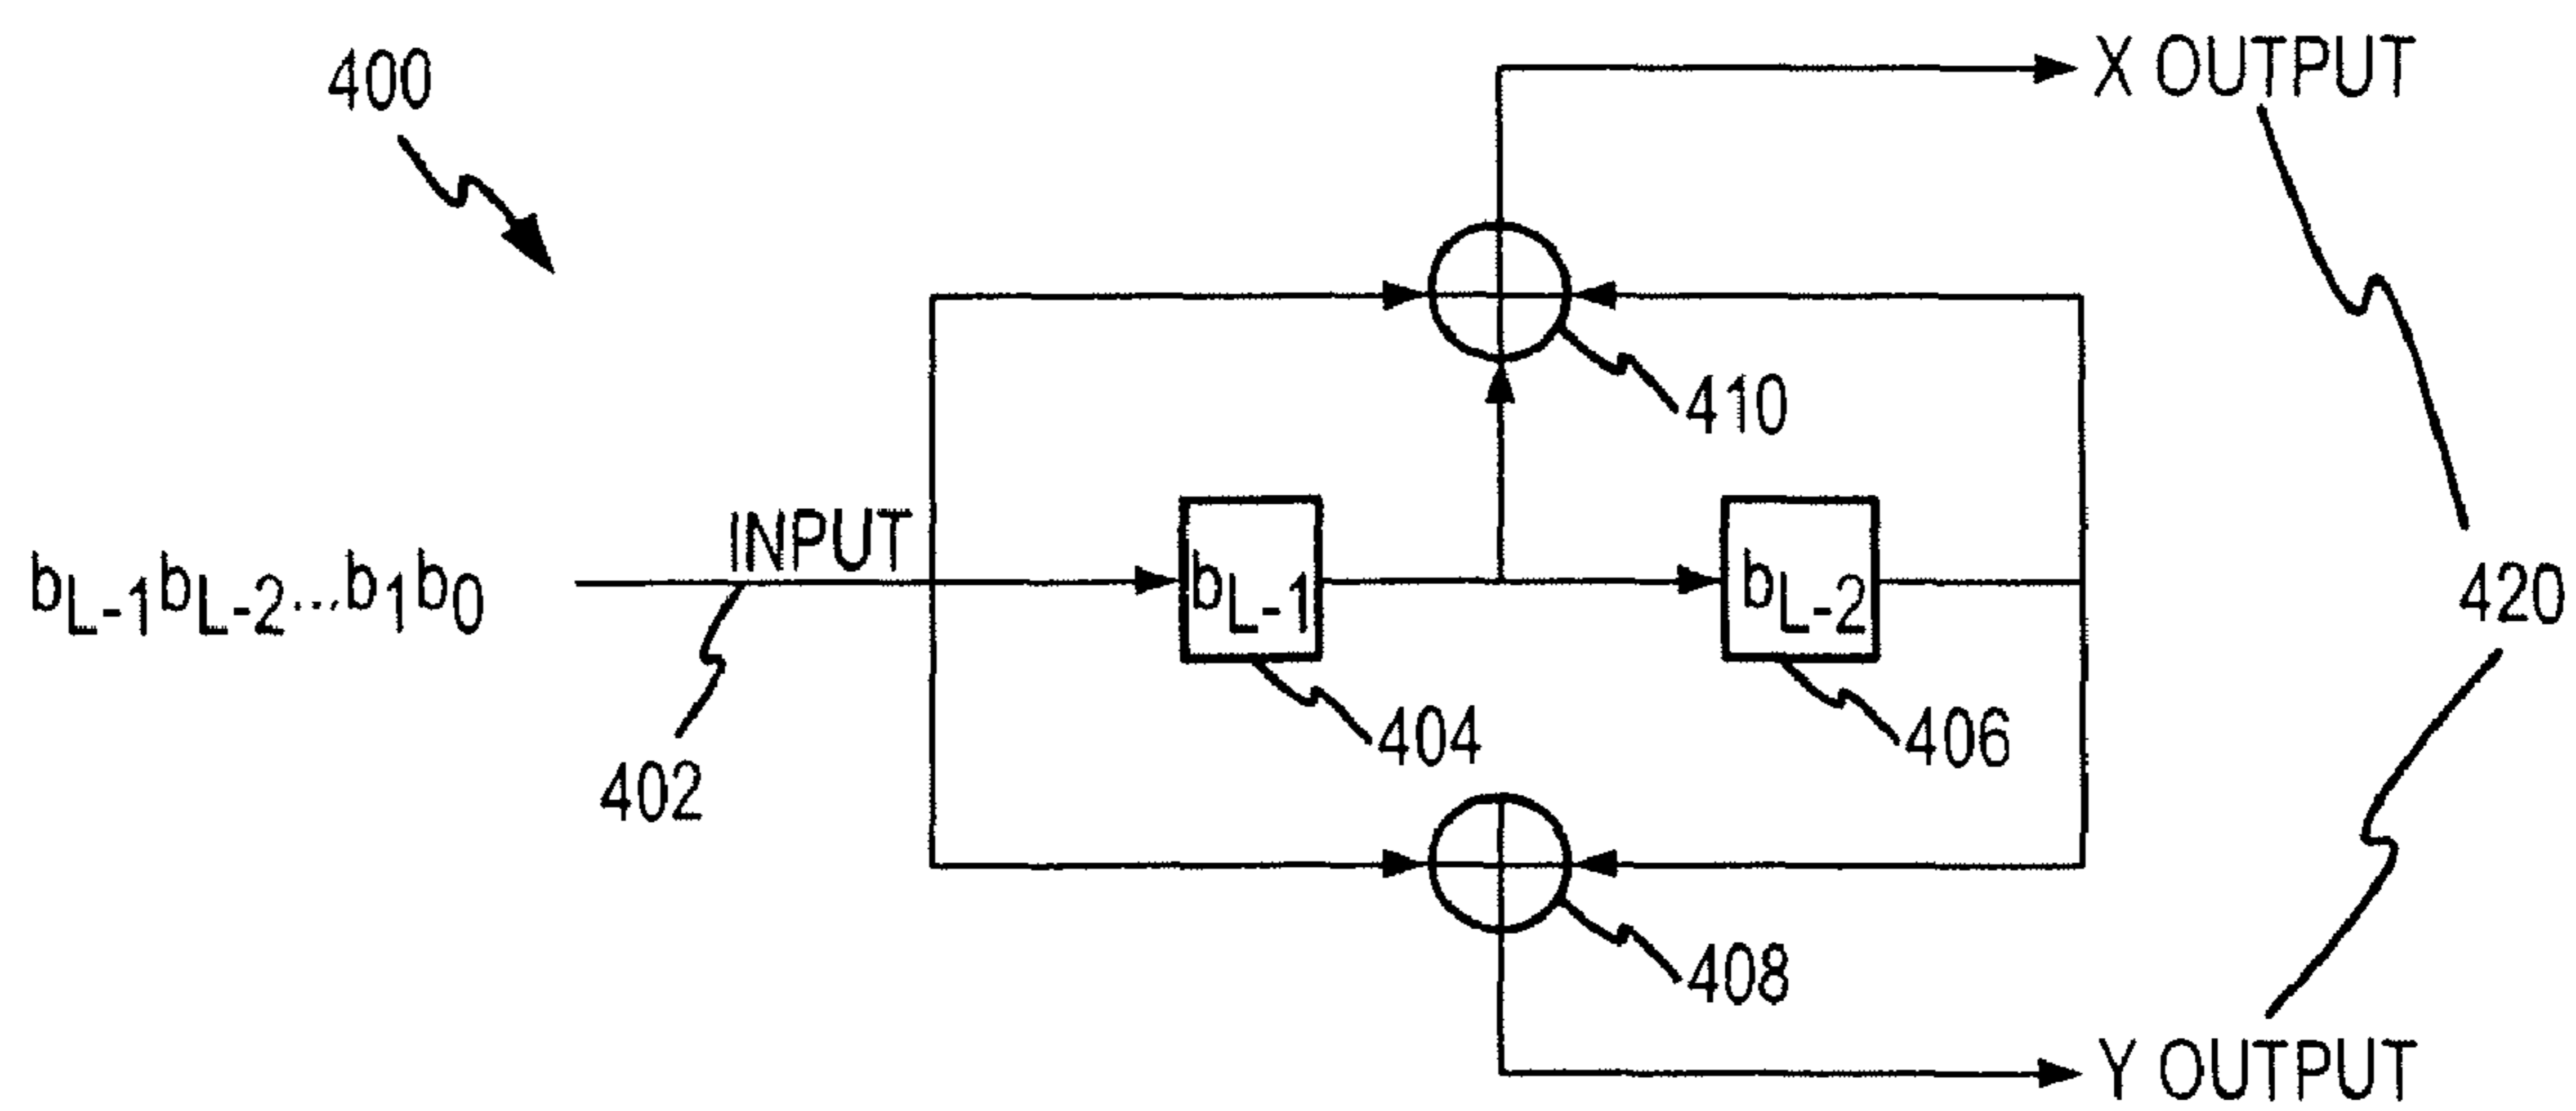 400
X OUTPUT
410
INPUT
b_{L-1}b_{L-2}...b_1b_0
b_{L-1}
b_{L-2}
420
402
404
406
408
Y OUTPUT